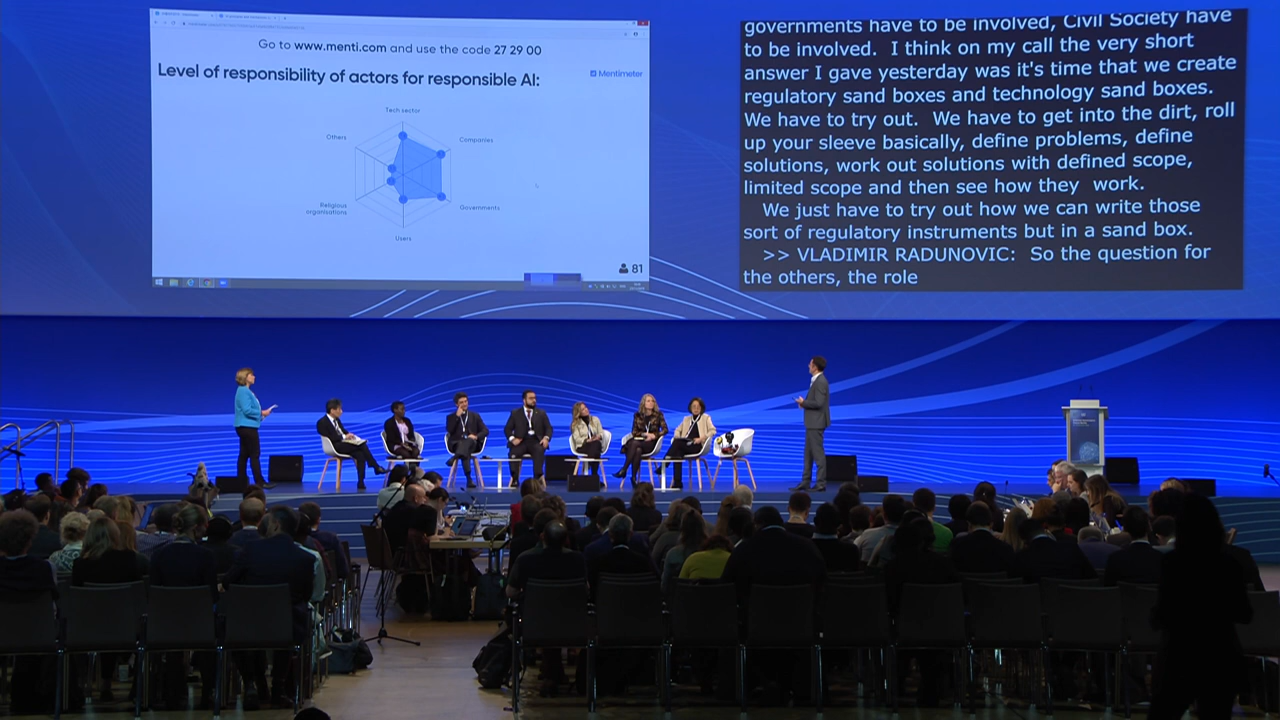 Go to www.menti.com and use the code 27 29 00
Level of responsibility of actors for responsible AI:
Mentimeter
Tech sector
Others
Companies
Religious
organisations
Governments
Users
81
governments have to be involved, Civil Society have
to be involved.  I think on my call the very short
answer I gave yesterday was it's time that we create
regulatory sand boxes and technology sand boxes.
We have to try out.  We have to get into the dirt, roll
up your sleeve basically, define problems, define
solutions, work out solutions with defined scope,
limited scope and then see how they  work.
We just have to try out how we can write those
sort of regulatory instruments but in a sand box.
>> VLADIMIR RADUNOVIC:  So the question for
the others, the role